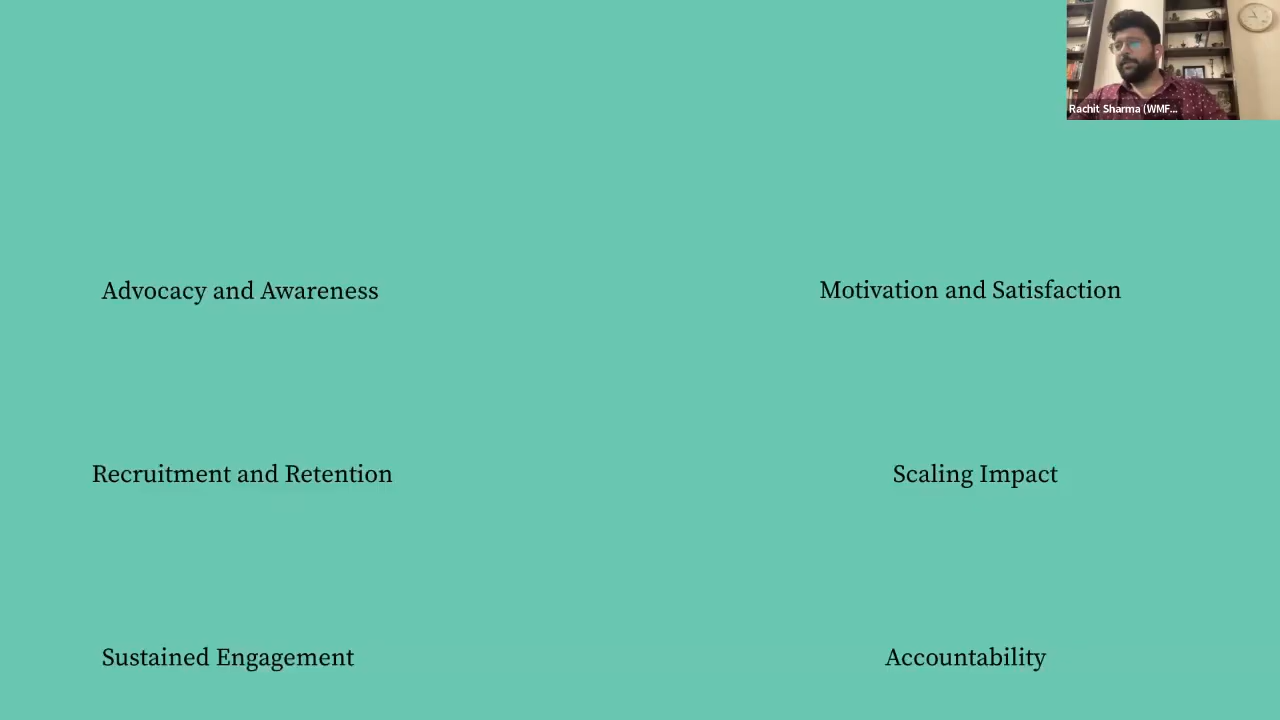 Rachit Sharma (WMF...
Advocacy and Awareness
Motivation and Satisfaction
Recruitment and Retention
Scaling Impact
Sustained Engagement
Accountability